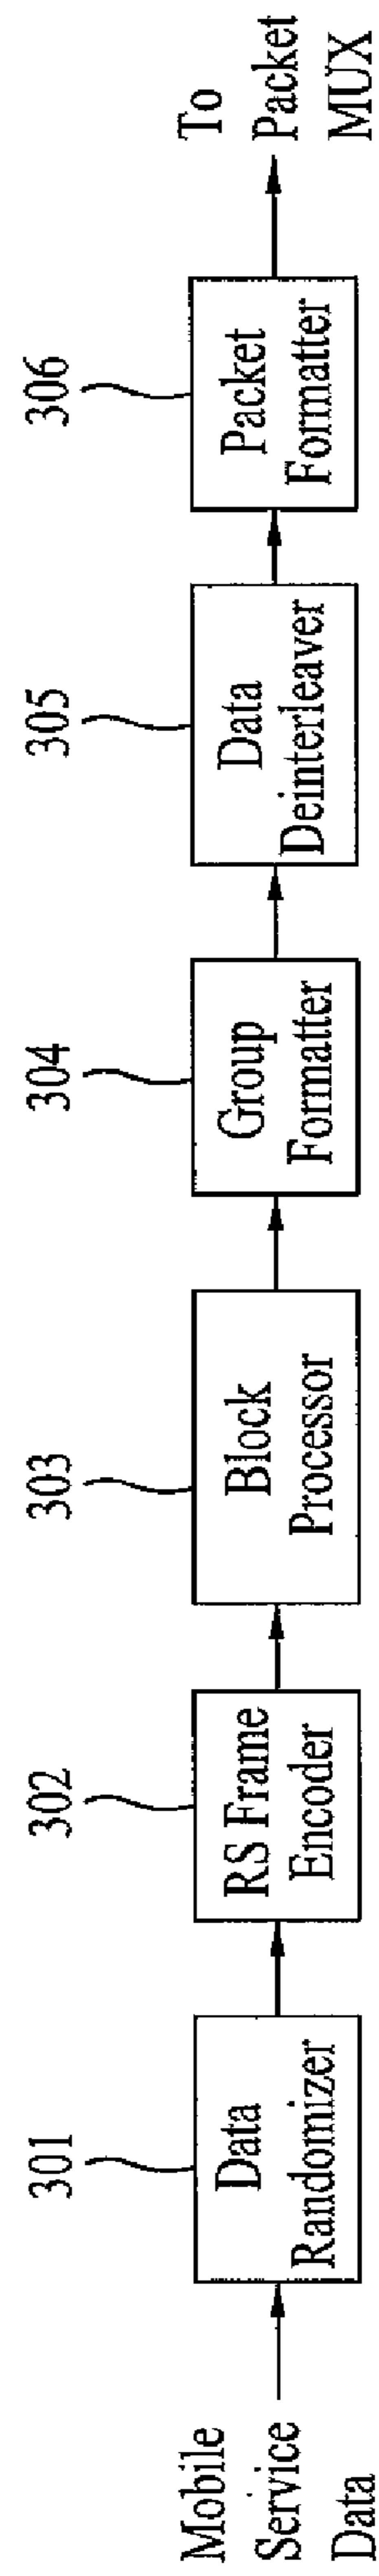 301
302
303
304
305
306
Mobile
Service
Data
Data
Randomizer
RS Frame
Encoder
Block
Processor
Group
Formatter
Data
Deinterleaver
Packet
Formatter
To
Packet
MUX